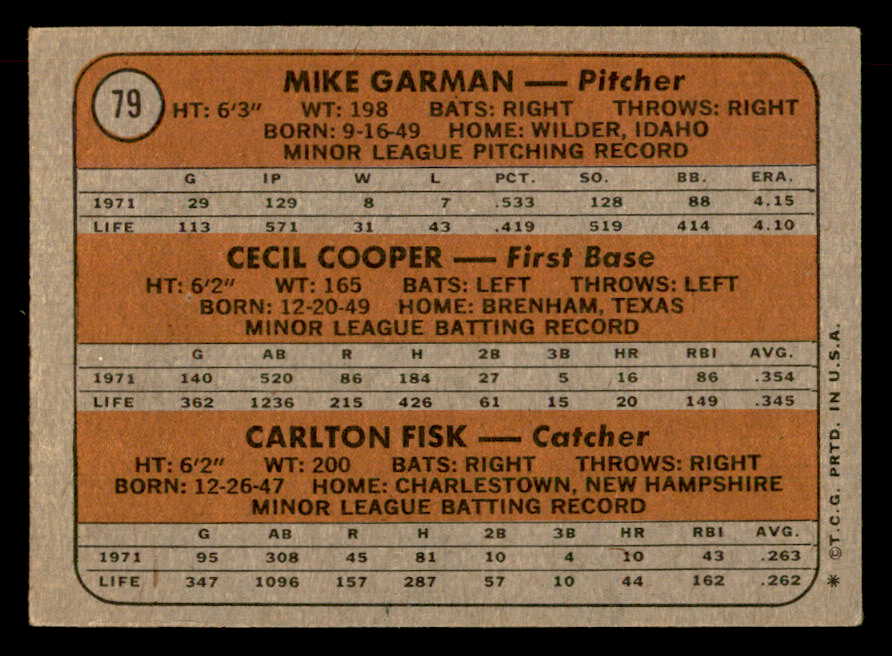 79
MIKE GARMAN — Pitcher
HT: 6'3" WT: 198 BATS: RIGHT THROWS: RIGHT
BORN: 9-16-49 HOME: WILDER, IDAHO
MINOR LEAGUE PITCHING RECORD
G IP W L PCT. SO. BB. ERA.
1971 29 129 8 7 .533 128 88 4.15
LIFE 113 571 31 43 .419 519 414 4.10
CECIL COOPER — First Base
HT: 6'2" WT: 165 BATS: LEFT THROWS: LEFT
BORN: 12-20-49 HOME: BRENHAM, TEXAS
MINOR LEAGUE BATTING RECORD
G AB R H 2B 3B HR RBI AVG.
1971 140 520 86 184 27 5 16 86 .354
LIFE 362 1236 215 426 61 15 20 149 .345
CARLTON FISK — Catcher
HT: 6'2" WT: 200 BATS: RIGHT THROWS: RIGHT
BORN: 12-26-47 HOME: CHARLESTOWN, NEW HAMPSHIRE
MINOR LEAGUE BATTING RECORD
G AB R H 2B 3B HR RBI AVG.
1971 95 308 45 81 10 4 10 43 .263
LIFE 347 1096 157 287 57 10 44 162 .262
* ©T.C.G. PRTD. IN U.S.A.